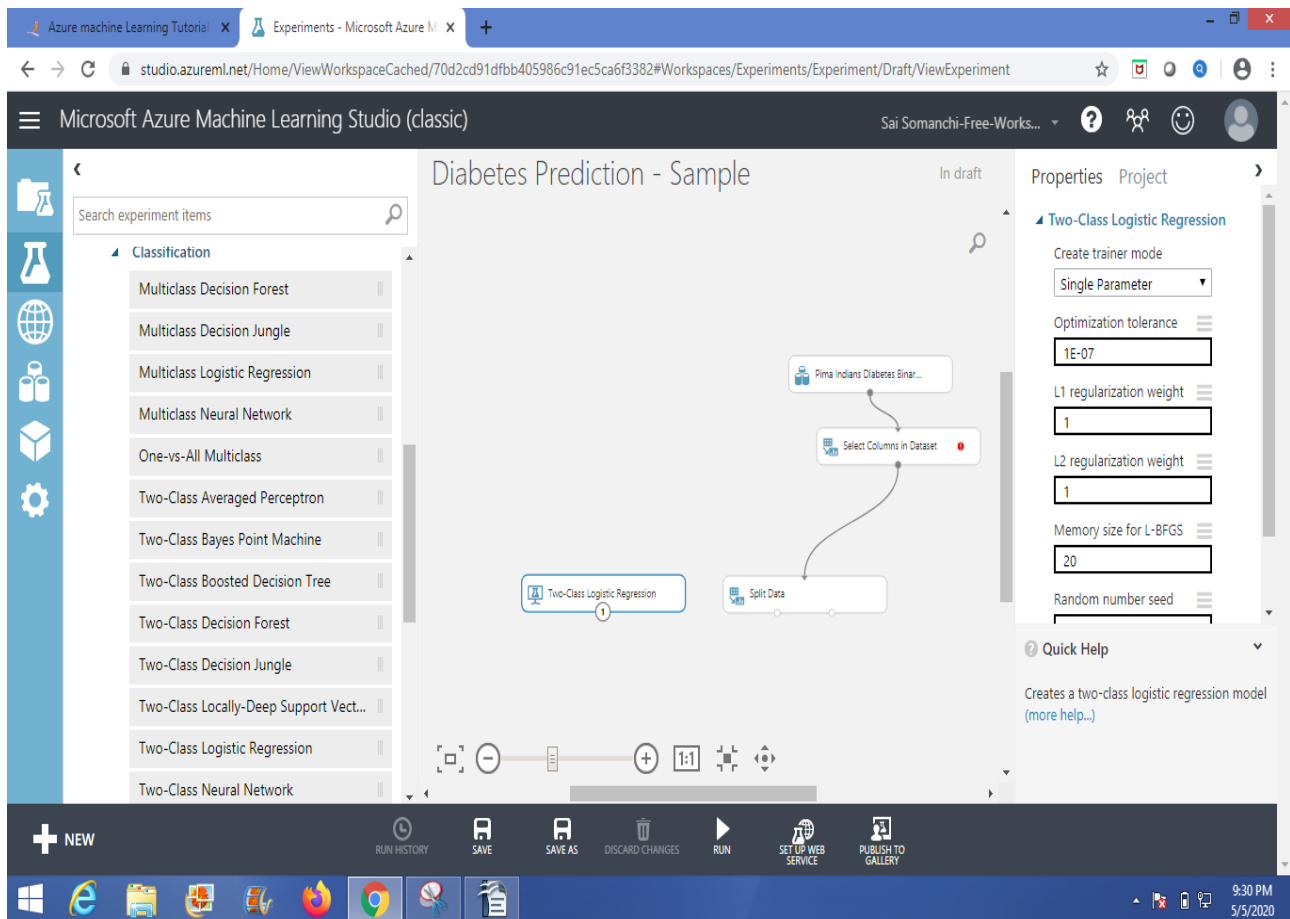 Azure machine Learning Tutorial
Experiments - Microsoft Azure M
studio.azureml.net/Home/ViewWorkspaceCached/70d2cd91dfbb405986c91ec5ca6f3382#Workspaces/Experiments/Experiment/Draft/ViewExperiment
Microsoft Azure Machine Learning Studio (classic)
Sai Somanchi-Free-Works...
Search experiment items
Classification
Multiclass Decision Forest
Multiclass Decision Jungle
Multiclass Logistic Regression
Multiclass Neural Network
One-vs-All Multiclass
Two-Class Averaged Perceptron
Two-Class Bayes Point Machine
Two-Class Boosted Decision Tree
Two-Class Decision Forest
Two-Class Decision Jungle
Two-Class Locally-Deep Support Vect...
Two-Class Logistic Regression
Two-Class Neural Network
Diabetes Prediction - Sample
In draft
Pima Indians Diabetes Binar...
Select Columns in Dataset
Two-Class Logistic Regression
1
Split Data
1:1
Properties Project
Two-Class Logistic Regression
Create trainer mode
Single Parameter
Optimization tolerance
1E-07
L1 regularization weight
1
L2 regularization weight
1
Memory size for L-BFGS
20
Random number seed
Quick Help
Creates a two-class logistic regression model
(more help...)
NEW
RUN HISTORY
SAVE
SAVE AS
DISCARD CHANGES
RUN
SET UP WEB
SERVICE
PUBLISH TO
GALLERY
9:30 PM
5/5/2020